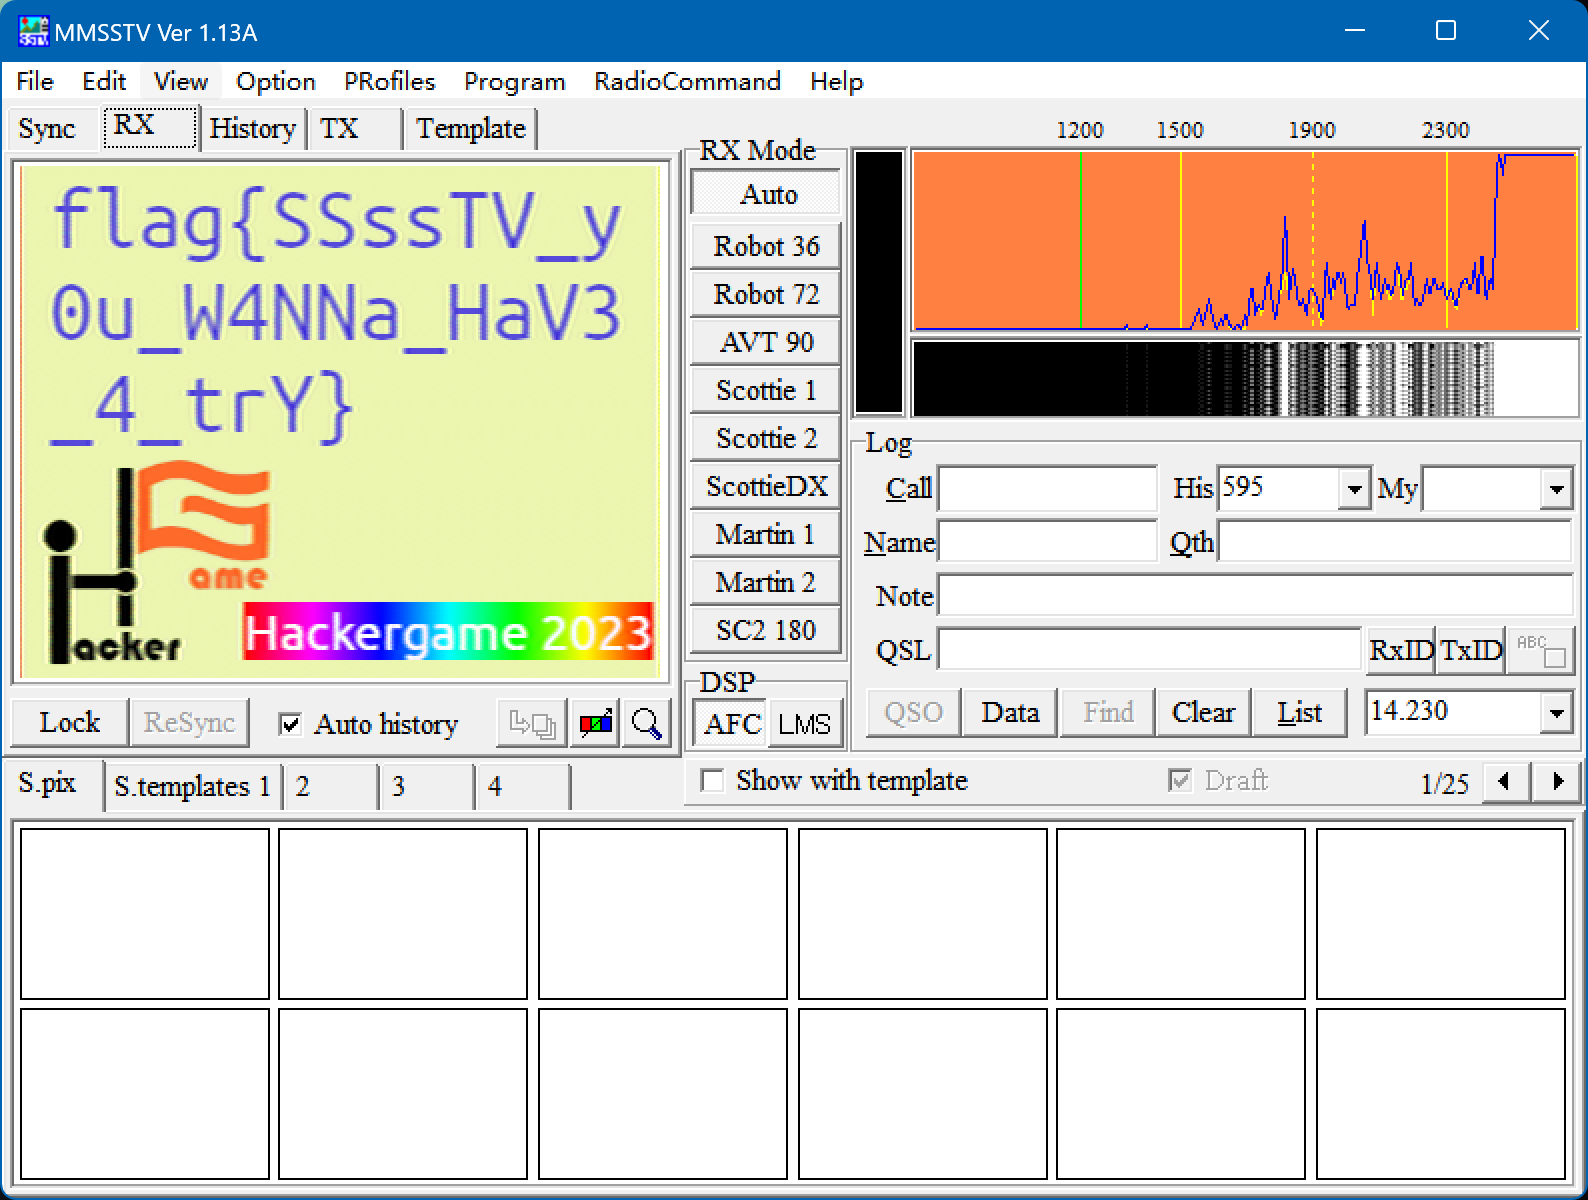 MMSSTV Ver 1.13A
File Edit View Option PRofiles Program RadioCommand Help
Sync RX History TX Template
flag{SSssTV_y
0u_W4NNa_HaV3
_4_trY}
ame
acker
Hackergame 2023
RX Mode
Auto
Robot 36
Robot 72
AVT 90
Scottie 1
Scottie 2
ScottieDX
Martin 1
Martin 2
SC2 180
DSP
AFC LMS
1200 1500 1900 2300
Log
Call His 595 My
Name Qth
Note
QSL RxID TxID ABC
QSO Data Find Clear List 14.230
Lock ReSync Auto history
Show with template Draft 1/25
S.pix S.templates 1 2 3 4